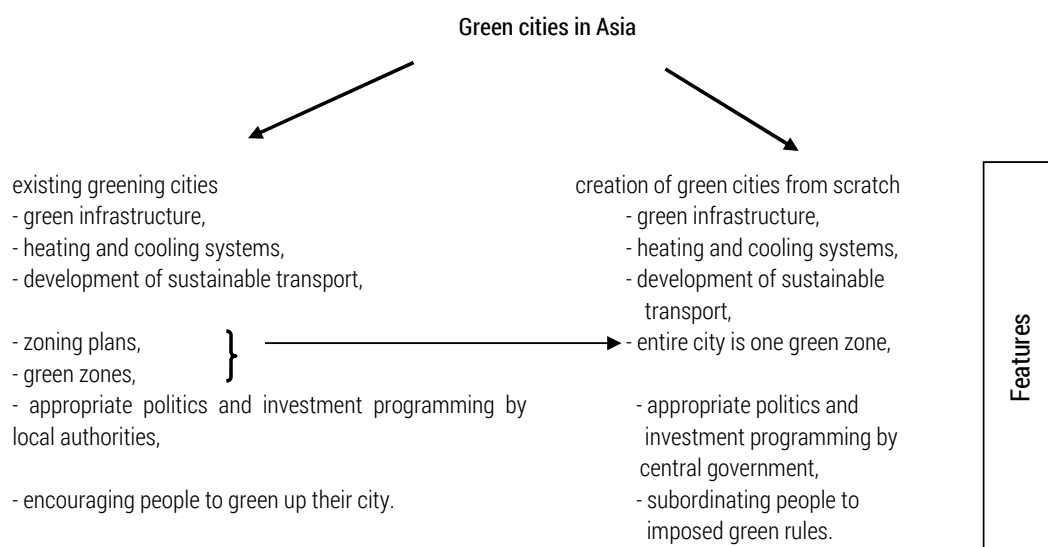 Green cities in Asia
existing greening cities
- green infrastructure,
- heating and cooling systems,
- development of sustainable transport,
- zoning plans,
- green zones,
- appropriate politics and investment programming by
local authorities,
- encouraging people to green up their city.
creation of green cities from scratch
- green infrastructure,
- heating and cooling systems,
- development of sustainable
transport,
- entire city is one green zone,
- appropriate politics and
investment programming by
central government,
- subordinating people to
imposed green rules.
Features